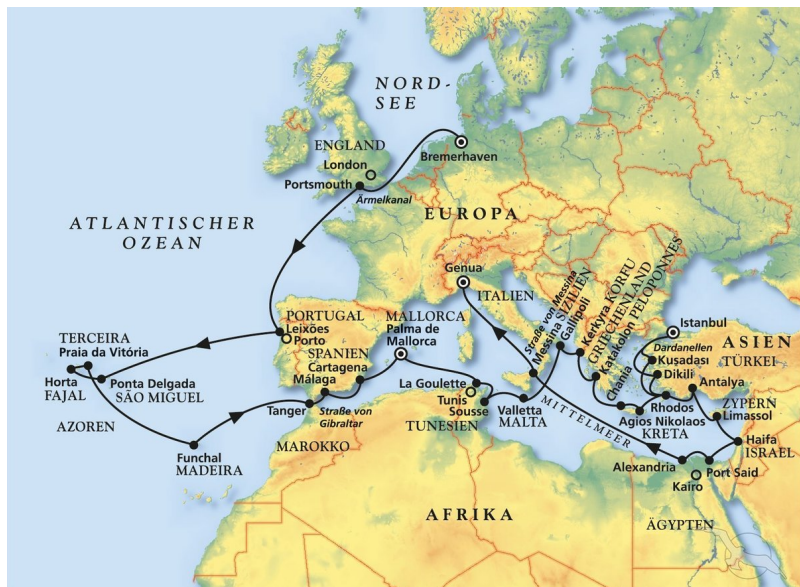 NORD-
SEE
ENGLAND
London
Portsmouth
Ärmelkanal
Bremerhaven
ATLANTISCHER
OZEAN
EUROPA
Genua
ITALIEN
PORTUGAL
Leixões
Porto
SPANIEN
Cartagena
Málaga
MALLORCA
Palma de
Mallorca
TERCEIRA
Praia da Vitória
Horta
FAJAL
Ponta Delgada
SÃO MIGUEL
AZOREN
Funchal
MADEIRA
Tanger
Straße von
Gibraltar
MAROKKO
La Goulette
Tunis
Sousse
TUNESIEN
Valletta
MALTA
Straße von Messina
Messina SIZILIEN
Gallipoli
Kerkyra KORFU
GRIECHENLAND
Katakolon PELOPONNES
Chania
Agios Nikolaos
KRETA
Istanbul
Dardanellen
Kuşadası
Dikili
ASIEN
TÜRKEI
Antalya
Rhodos
ZYPERN
Limassol
Haifa
ISRAEL
Port Said
Alexandria
Kairo
ÄGYPTEN
MITTELMEER
AFRIKA